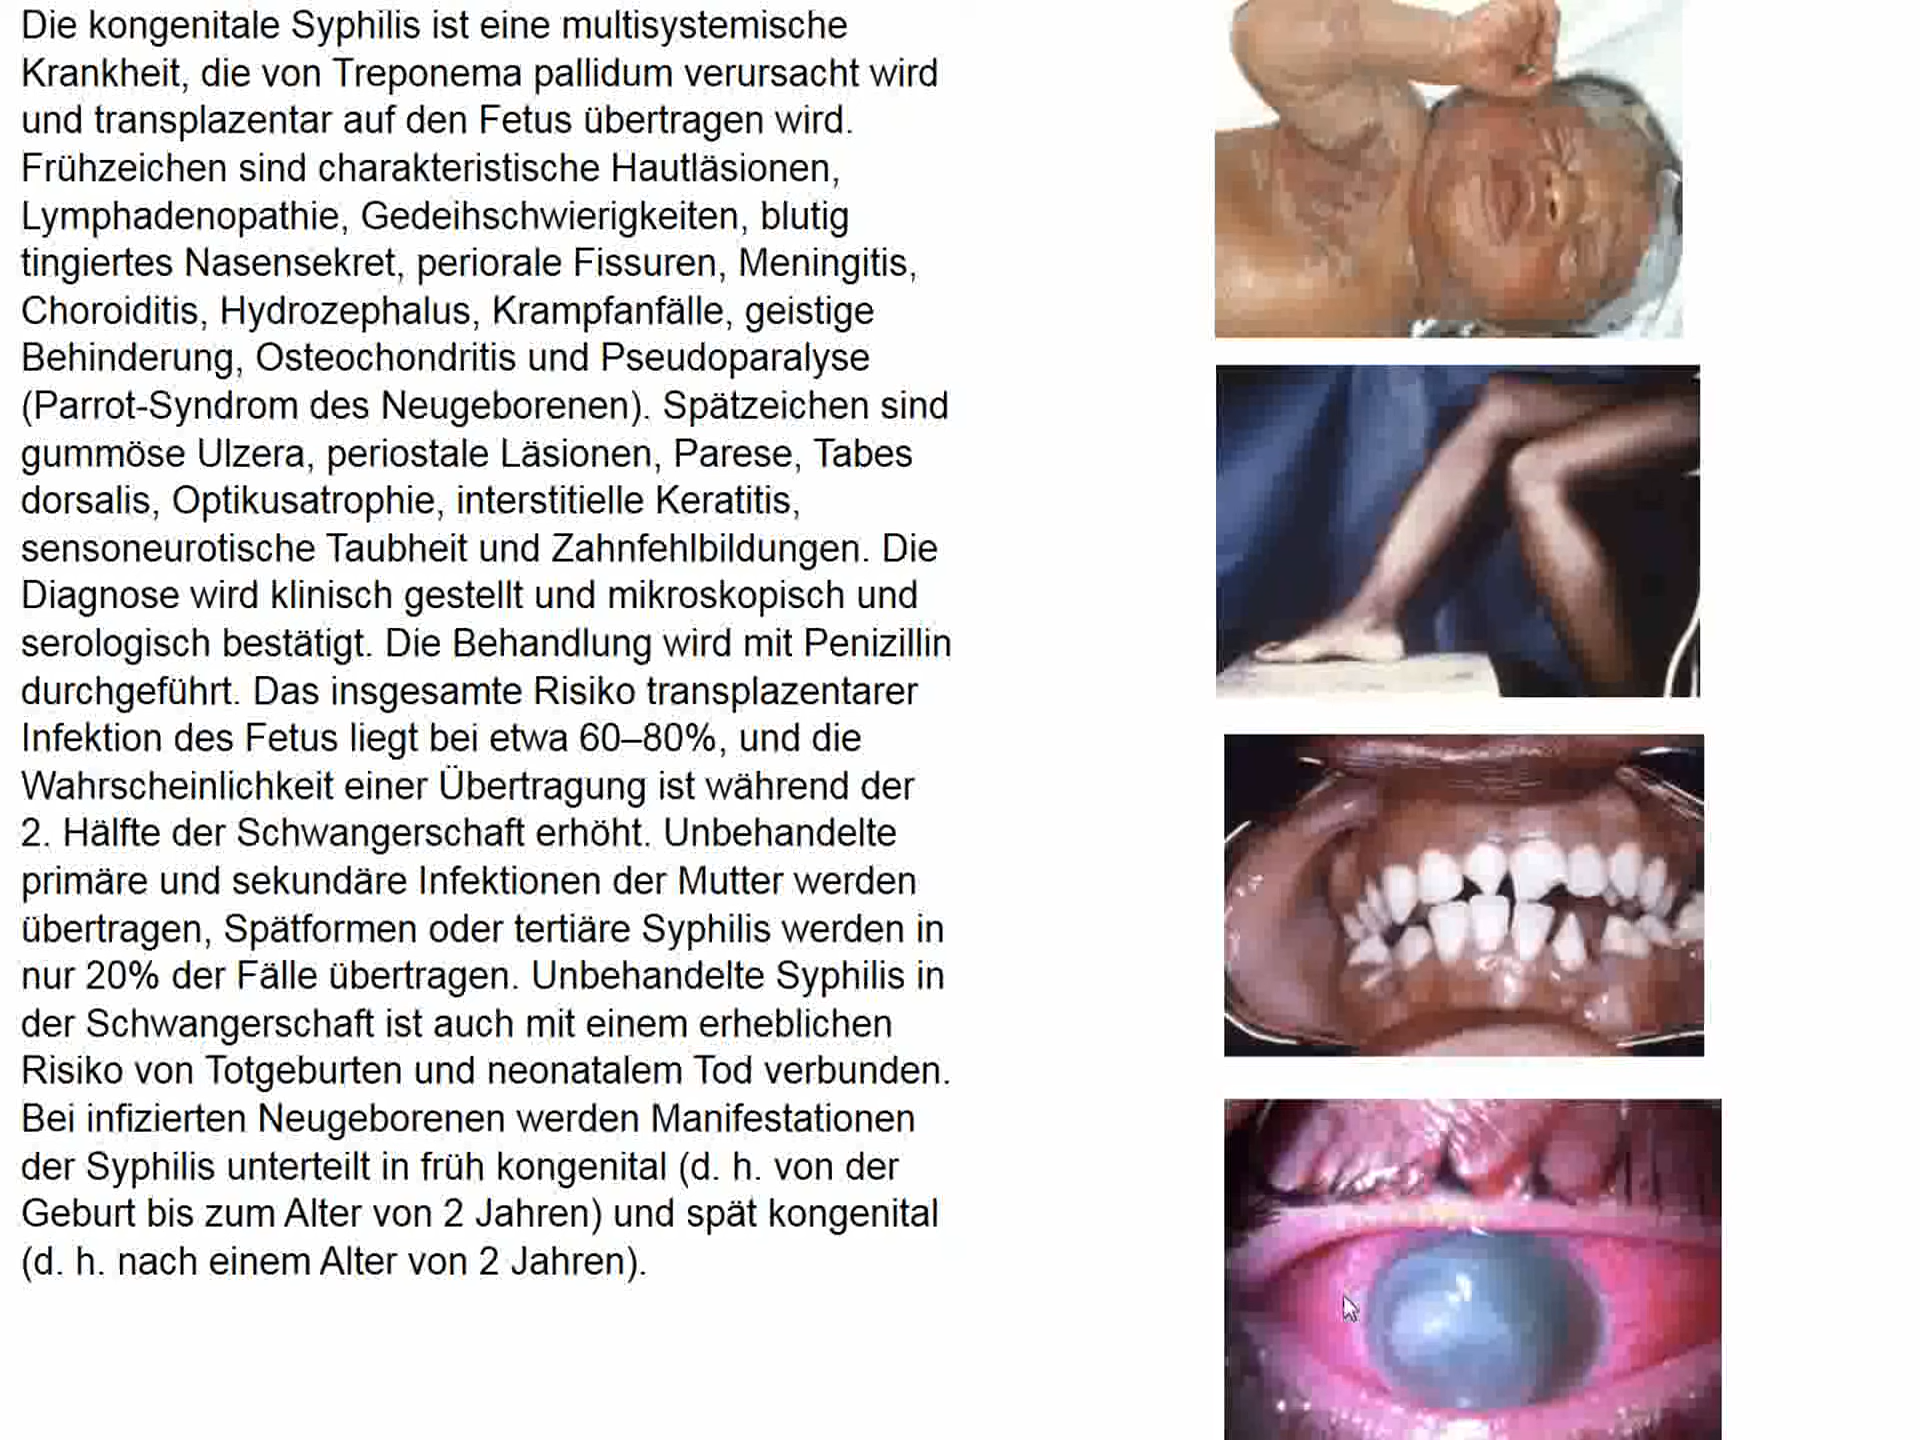 Die kongenitale Syphilis ist eine multisystemische
Krankheit, die von Treponema pallidum verursacht wird
und transplazentar auf den Fetus übertragen wird.
Frühzeichen sind charakteristische Hautläsionen,
Lymphadenopathie, Gedeihschwierigkeiten, blutig
tingiertes Nasensekret, periorale Fissuren, Meningitis,
Choroiditis, Hydrozephalus, Krampfanfälle, geistige
Behinderung, Osteochondritis und Pseudoparalyse
(Parrot-Syndrom des Neugeborenen). Spätzeichen sind
gummöse Ulzera, periostale Läsionen, Parese, Tabes
dorsalis, Optikusatrophie, interstitielle Keratitis,
sensoneurotische Taubheit und Zahnfehlbildungen. Die
Diagnose wird klinisch gestellt und mikroskopisch und
serologisch bestätigt. Die Behandlung wird mit Penizillin
durchgeführt. Das insgesamte Risiko transplazentarer
Infektion des Fetus liegt bei etwa 60–80%, und die
Wahrscheinlichkeit einer Übertragung ist während der
2. Hälfte der Schwangerschaft erhöht. Unbehandelte
primäre und sekundäre Infektionen der Mutter werden
übertragen, Spätformen oder tertiäre Syphilis werden in
nur 20% der Fälle übertragen. Unbehandelte Syphilis in
der Schwangerschaft ist auch mit einem erheblichen
Risiko von Totgeburten und neonatalem Tod verbunden.
Bei infizierten Neugeborenen werden Manifestationen
der Syphilis unterteilt in früh kongenital (d. h. von der
Geburt bis zum Alter von 2 Jahren) und spät kongenital
(d. h. nach einem Alter von 2 Jahren).